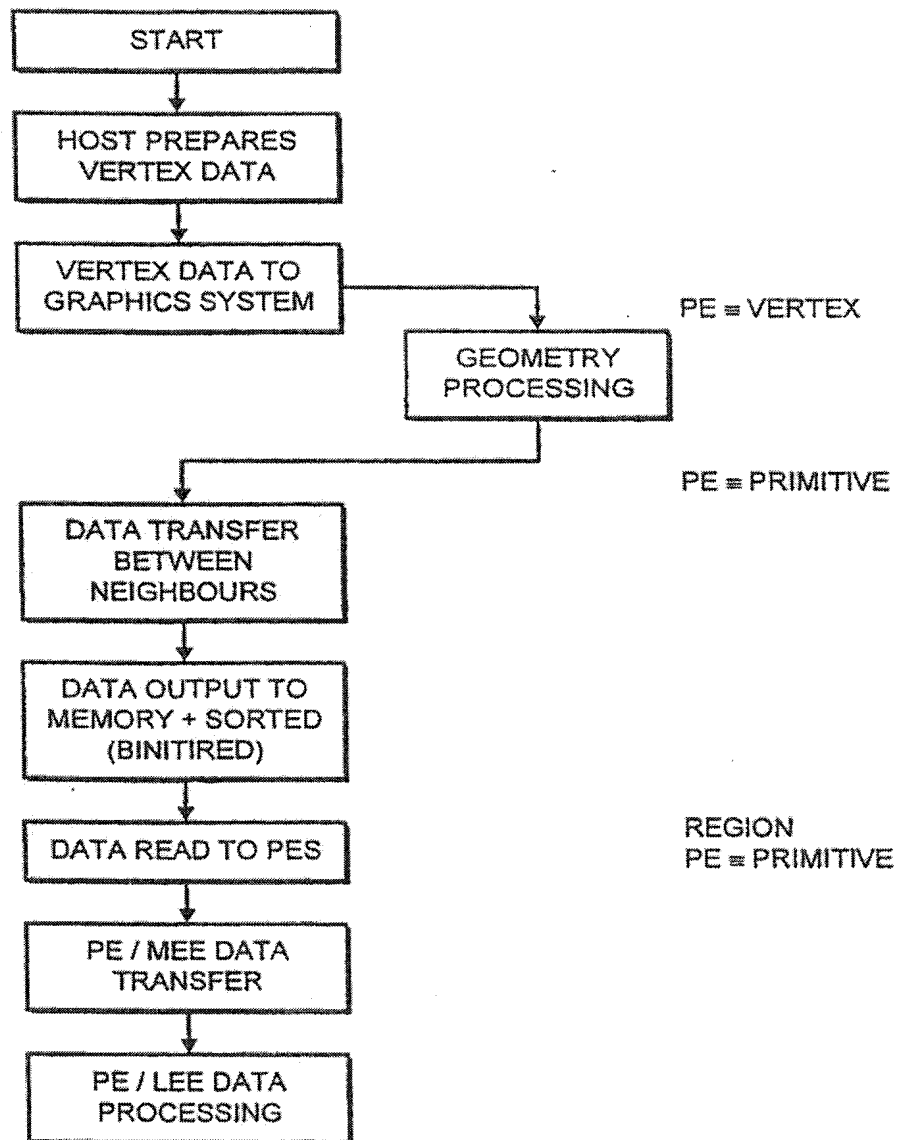 START
HOST PREPARES
VERTEX DATA
VERTEX DATA TO
GRAPHICS SYSTEM
PE ≡ VERTEX
GEOMETRY
PROCESSING
PE ≡ PRIMITIVE
DATA TRANSFER
BETWEEN
NEIGHBOURS
DATA OUTPUT TO
MEMORY + SORTED
(BINITIRED)
DATA READ TO PES
REGION
PE ≡ PRIMITIVE
PE / MEE DATA
TRANSFER
PE / LEE DATA
PROCESSING